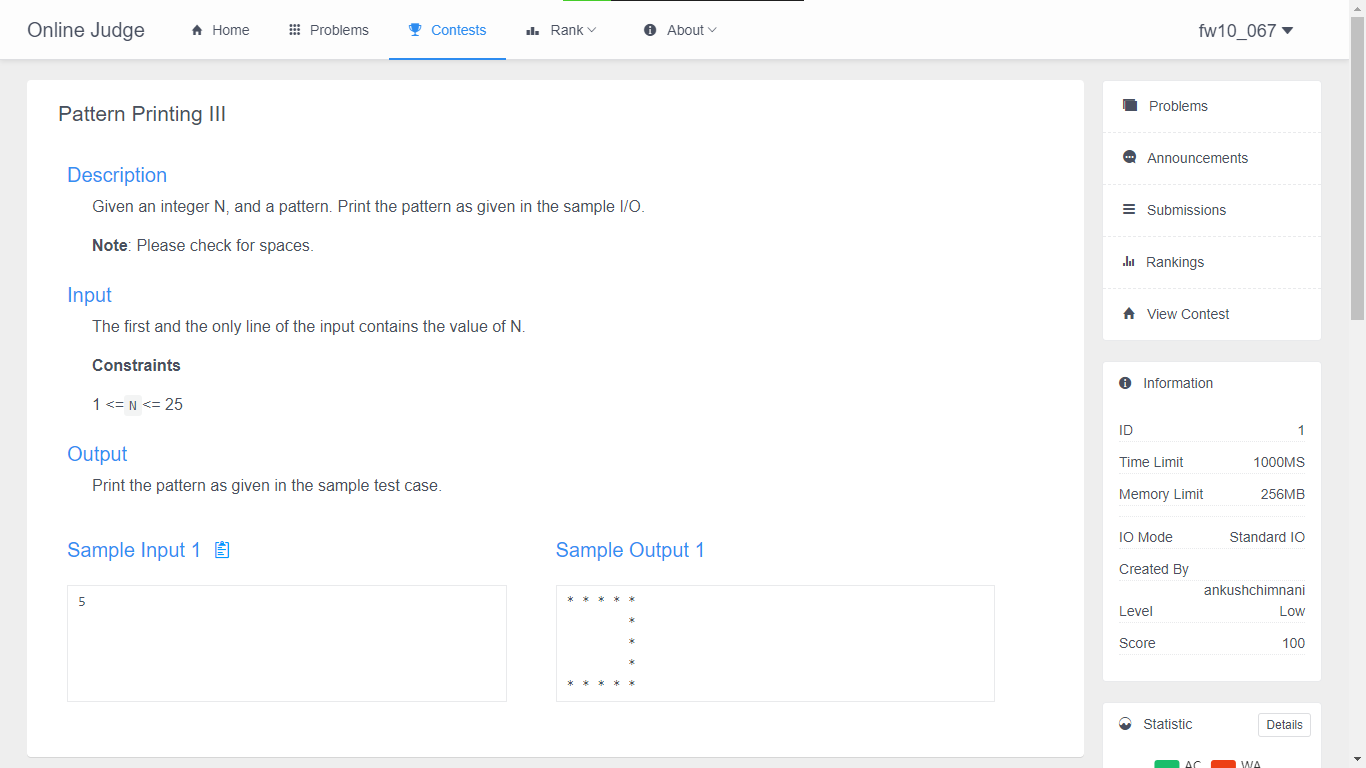 Online Judge Home Problems Contests Rank About fw10_067
Pattern Printing III
Description
Given an integer N, and a pattern. Print the pattern as given in the sample I/O.
Note: Please check for spaces.
Input
The first and the only line of the input contains the value of N.
Constraints
1 <= N <= 25
Output
Print the pattern as given in the sample test case.
Sample Input 1
5
Sample Output 1
* * * * *
        *
        *
        *
* * * * *
Problems
Announcements
Submissions
Rankings
View Contest
Information
ID 1
Time Limit 1000MS
Memory Limit 256MB
IO Mode Standard IO
Created By
ankushchimnani
Level Low
Score 100
Statistic Details
AC WA